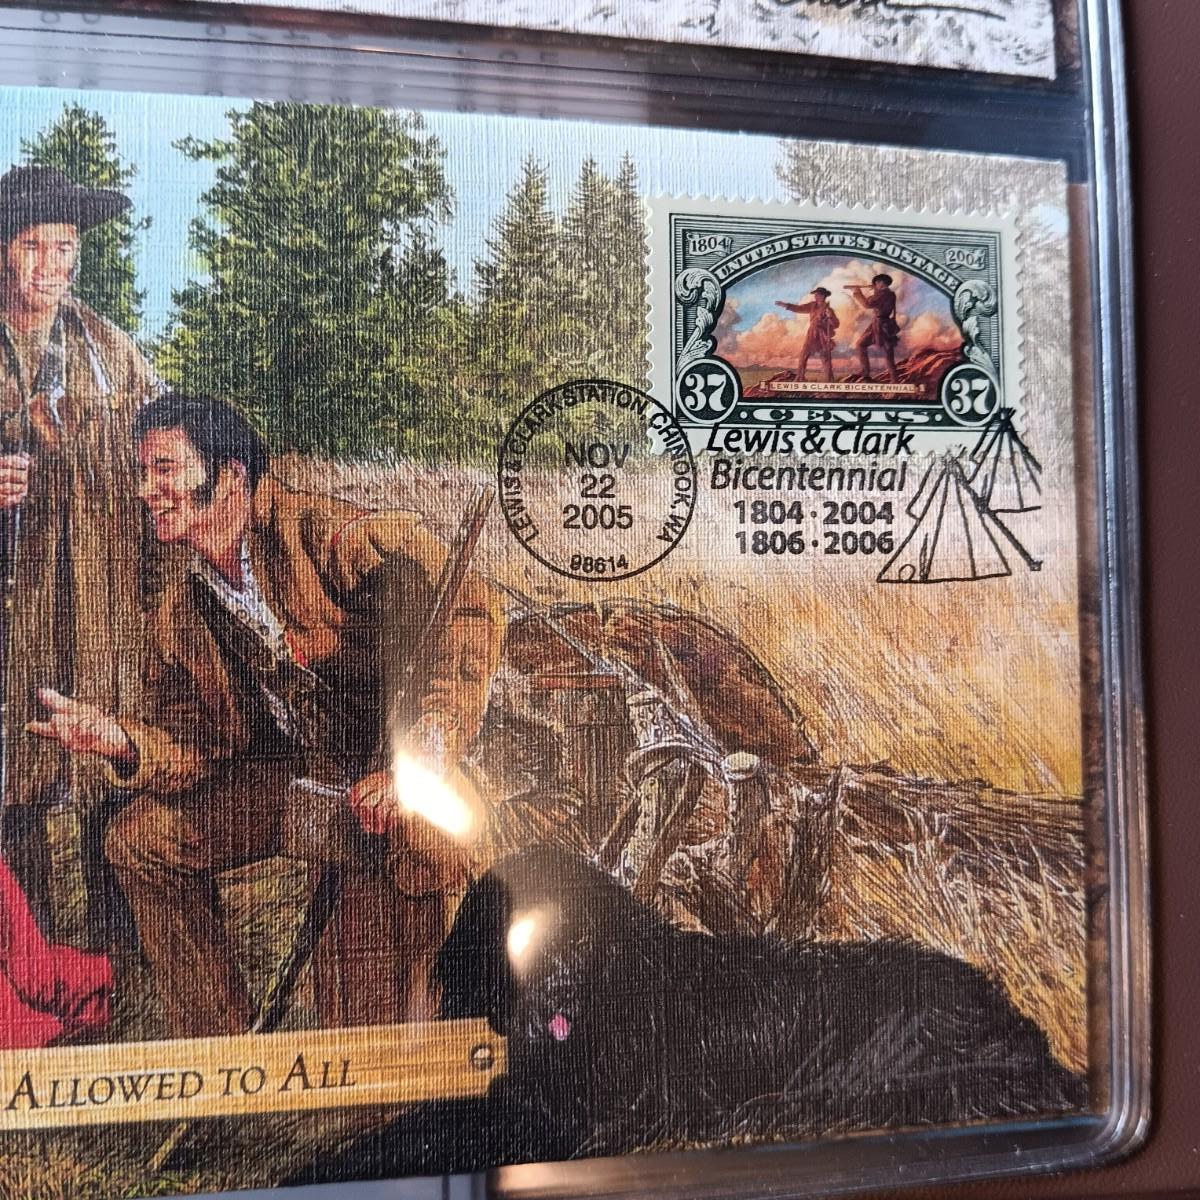 1804
UNITED STATES POSTAGE
2004
LEWIS & CLARK BICENTENNIAL
37
CENTS
37
LEWIS & CLARK STATION, CHINOOK, WA
NOV
22
2005
98614
Lewis & Clark
Bicentennial
1804 · 2004
1806 · 2006
ALLOWED TO ALL